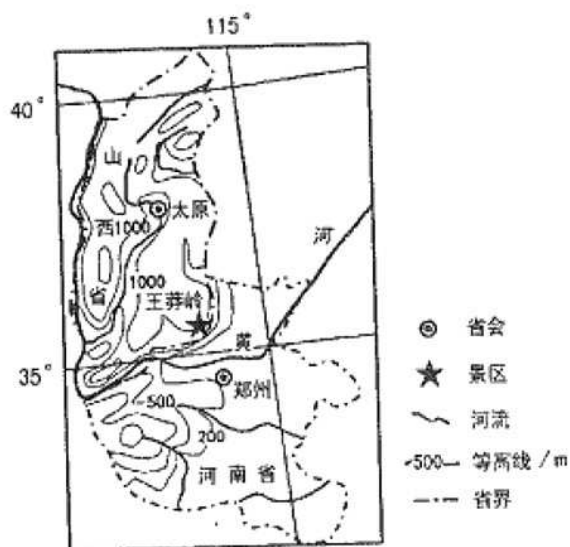 115°
40°
山
太原
西1000
河
1000
省
王莽岭
黄
35°
郑州
500
200
河南省
省会
景区
河流
500 等高线/m
省界